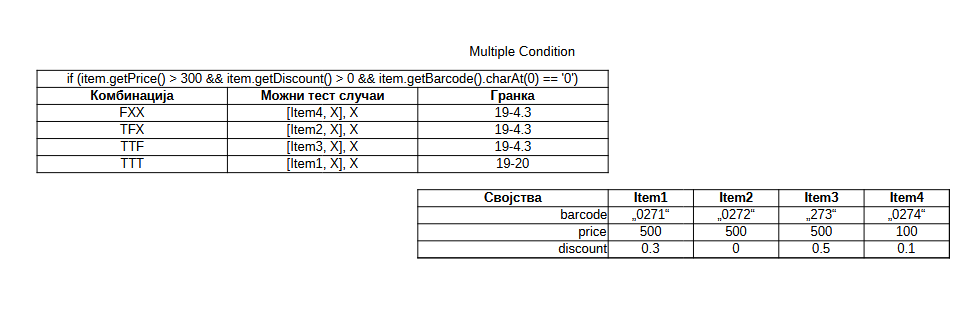 Multiple Condition
if (item.getPrice() > 300 && item.getDiscount() > 0 && item.getBarcode().charAt(0) == '0')
Комбинација Можни тест случаи Гранка
FXX [Item4, X], X 19-4.3
TFX [Item2, X], X 19-4.3
TTF [Item3, X], X 19-4.3
TTT [Item1, X], X 19-20
Својства Item1 Item2 Item3 Item4
barcode „0271“ „0272“ „273“ „0274“
price 500 500 500 100
discount 0.3 0 0.5 0.1